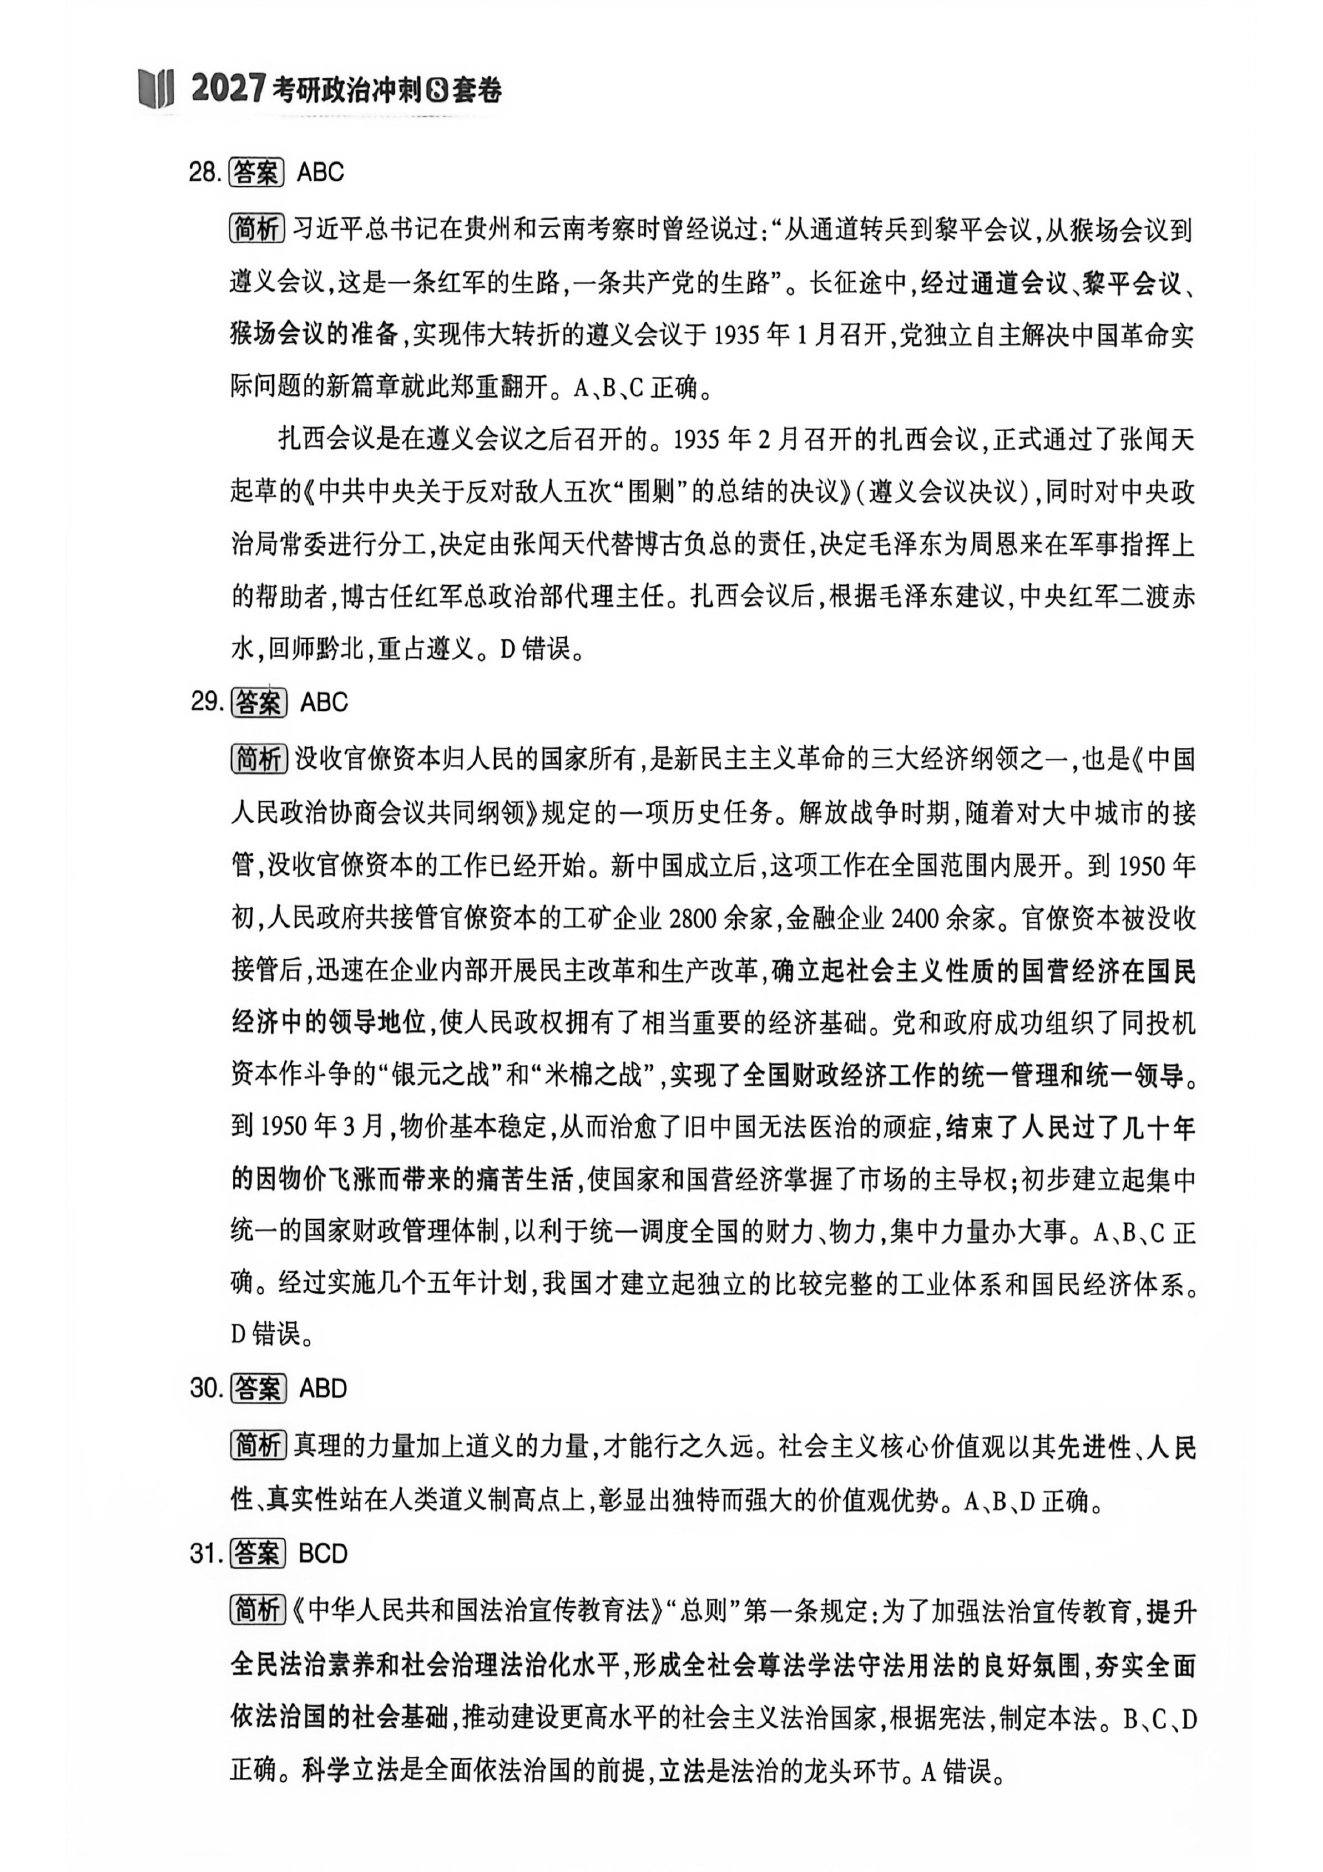 2027考研政治冲刺8套卷
28. 答案 ABC
简析 习近平总书记在贵州和云南考察时曾经说过:“从通道转兵到黎平会议,从猴场会议到
遵义会议,这是一条红军的生路,一条共产党的生路”。长征途中,经过通道会议、黎平会议、
猴场会议的准备,实现伟大转折的遵义会议于 1935 年 1 月召开,党独立自主解决中国革命实
际问题的新篇章就此郑重翻开。A、B、C 正确。
扎西会议是在遵义会议之后召开的。1935 年 2 月召开的扎西会议,正式通过了张闻天
起草的《中共中央关于反对敌人五次“围剿”的总结的决议》(遵义会议决议),同时对中央政
治局常委进行分工,决定由张闻天代替博古负总的责任,决定毛泽东为周恩来在军事指挥上
的帮助者,博古任红军总政治部代理主任。扎西会议后,根据毛泽东建议,中央红军二渡赤
水,回师黔北,重占遵义。D 错误。
29. 答案 ABC
简析 没收官僚资本归人民的国家所有,是新民主主义革命的三大经济纲领之一,也是《中国
人民政治协商会议共同纲领》规定的一项历史任务。解放战争时期,随着对大中城市的接
管,没收官僚资本的工作已经开始。新中国成立后,这项工作在全国范围内展开。到 1950 年
初,人民政府共接管官僚资本的工矿企业 2800 余家,金融企业 2400 余家。官僚资本被没收
接管后,迅速在企业内部开展民主改革和生产改革,确立起社会主义性质的国营经济在国民
经济中的领导地位,使人民政权拥有了相当重要的经济基础。党和政府成功组织了同投机
资本作斗争的“银元之战”和“米棉之战”,实现了全国财政经济工作的统一管理和统一领导。
到 1950 年 3 月,物价基本稳定,从而治愈了旧中国无法医治的顽症,结束了人民过了几十年
的因物价飞涨而带来的痛苦生活,使国家和国营经济掌握了市场的主导权;初步建立起集中
统一的国家财政管理体制,以利于统一调度全国的财力、物力,集中力量办大事。A、B、C 正
确。经过实施几个五年计划,我国才建立起独立的比较完整的工业体系和国民经济体系。
D 错误。
30. 答案 ABD
简析 真理的力量加上道义的力量,才能行之久远。社会主义核心价值观以其先进性、人民
性、真实性站在人类道义制高点上,彰显出独特而强大的价值观优势。A、B、D 正确。
31. 答案 BCD
简析 《中华人民共和国法治宣传教育法》“总则”第一条规定:为了加强法治宣传教育,提升
全民法治素养和社会治理法治化水平,形成全社会尊法学法守法用法的良好氛围,夯实全面
依法治国的社会基础,推动建设更高水平的社会主义法治国家,根据宪法,制定本法。B、C、D
正确。科学立法是全面依法治国的前提,立法是法治的龙头环节。A 错误。